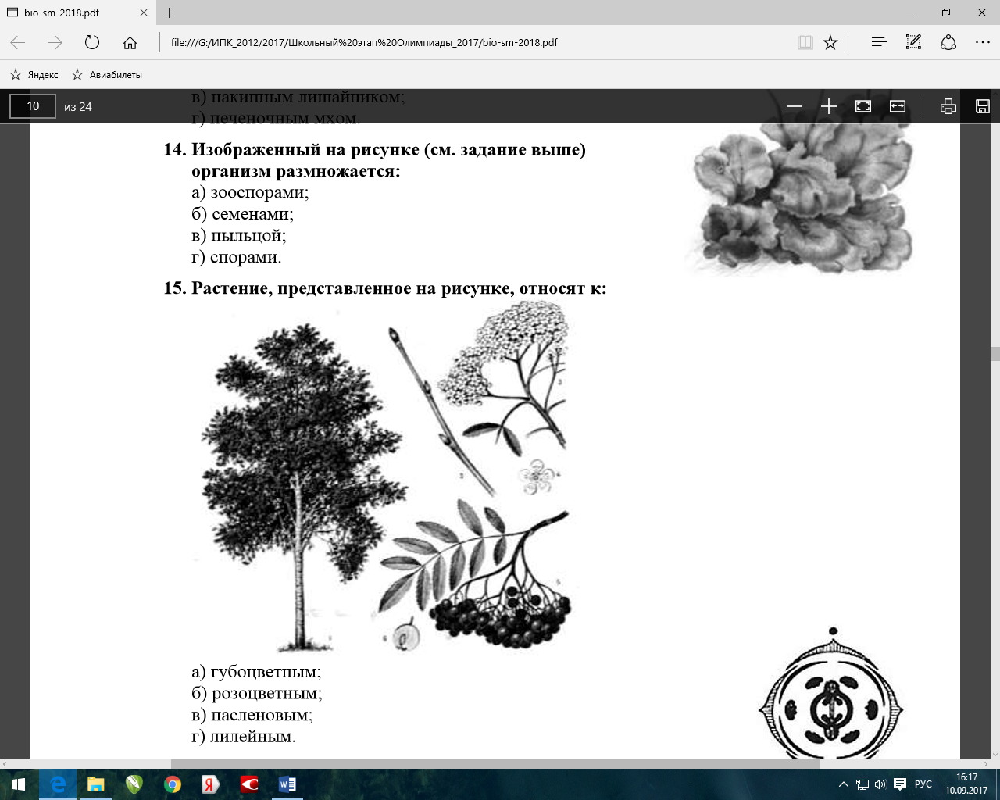 bio-sm-2018.pdf
file:///G:/ИПК_2012/2017/Школьный%20этап%20Олимпиады_2017/bio-sm-2018.pdf
Яндекс
Авиабилеты
в) накипным лишайником;
10 из 24
г) печеночным мхом.
14. Изображенный на рисунке (см. задание выше)
организм размножается:
а) зооспорами;
б) семенами;
в) пыльцой;
г) спорами.
15. Растение, представленное на рисунке, относят к:
а) губоцветным;
б) розоцветным;
в) пасленовым;
г) лилейным.
РУС
16:17
10.09.2017